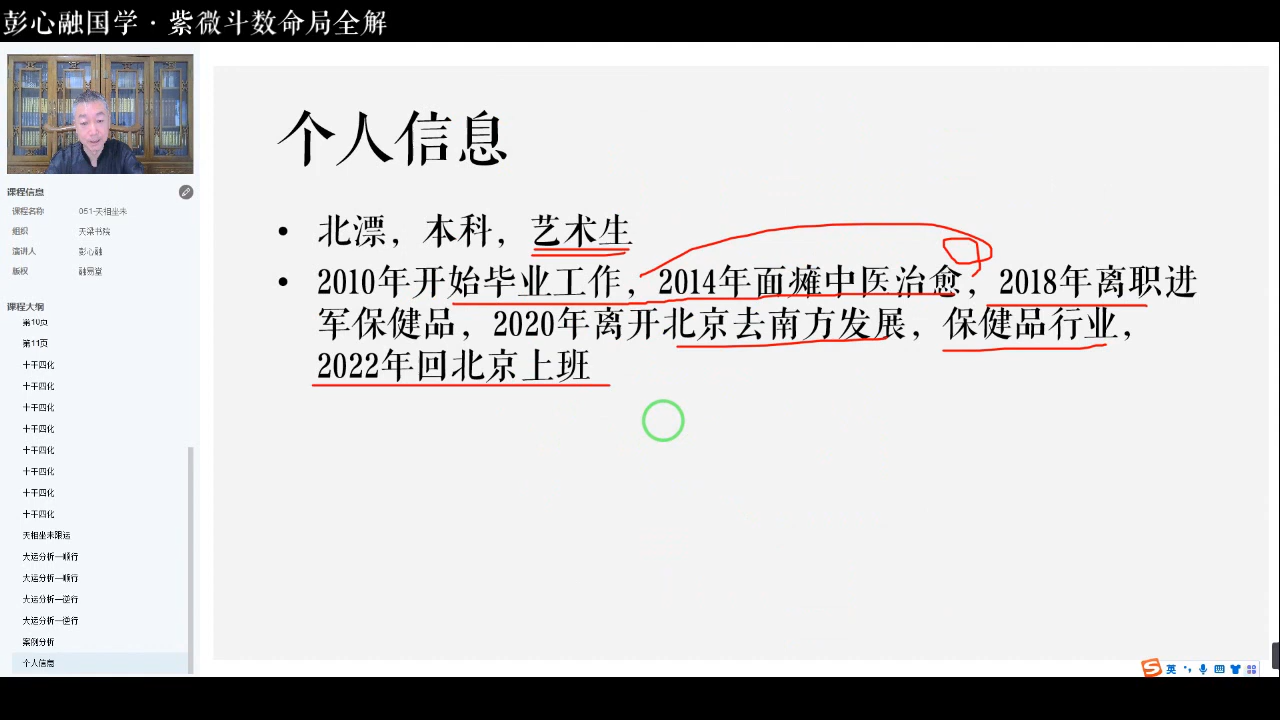 彭心融国学·紫微斗数命局全解
课程信息
课程名称 051-天相坐未
组织 天梁书院
宣讲人 彭心融
版权 融易堂
课程大纲
第10页
第11页
十干四化
十干四化
十干四化
十干四化
十干四化
十干四化
十干四化
十干四化
天相坐未限运
大运分析—顺行
大运分析—顺行
大运分析—逆行
大运分析—逆行
案例分析
个人信息
个人信息
• 北漂，本科，艺术生
• 2010年开始毕业工作，2014年面瘫中医治愈，2018年离职进
军保健品，2020年离开北京去南方发展，保健品行业，
2022年回北京上班
英